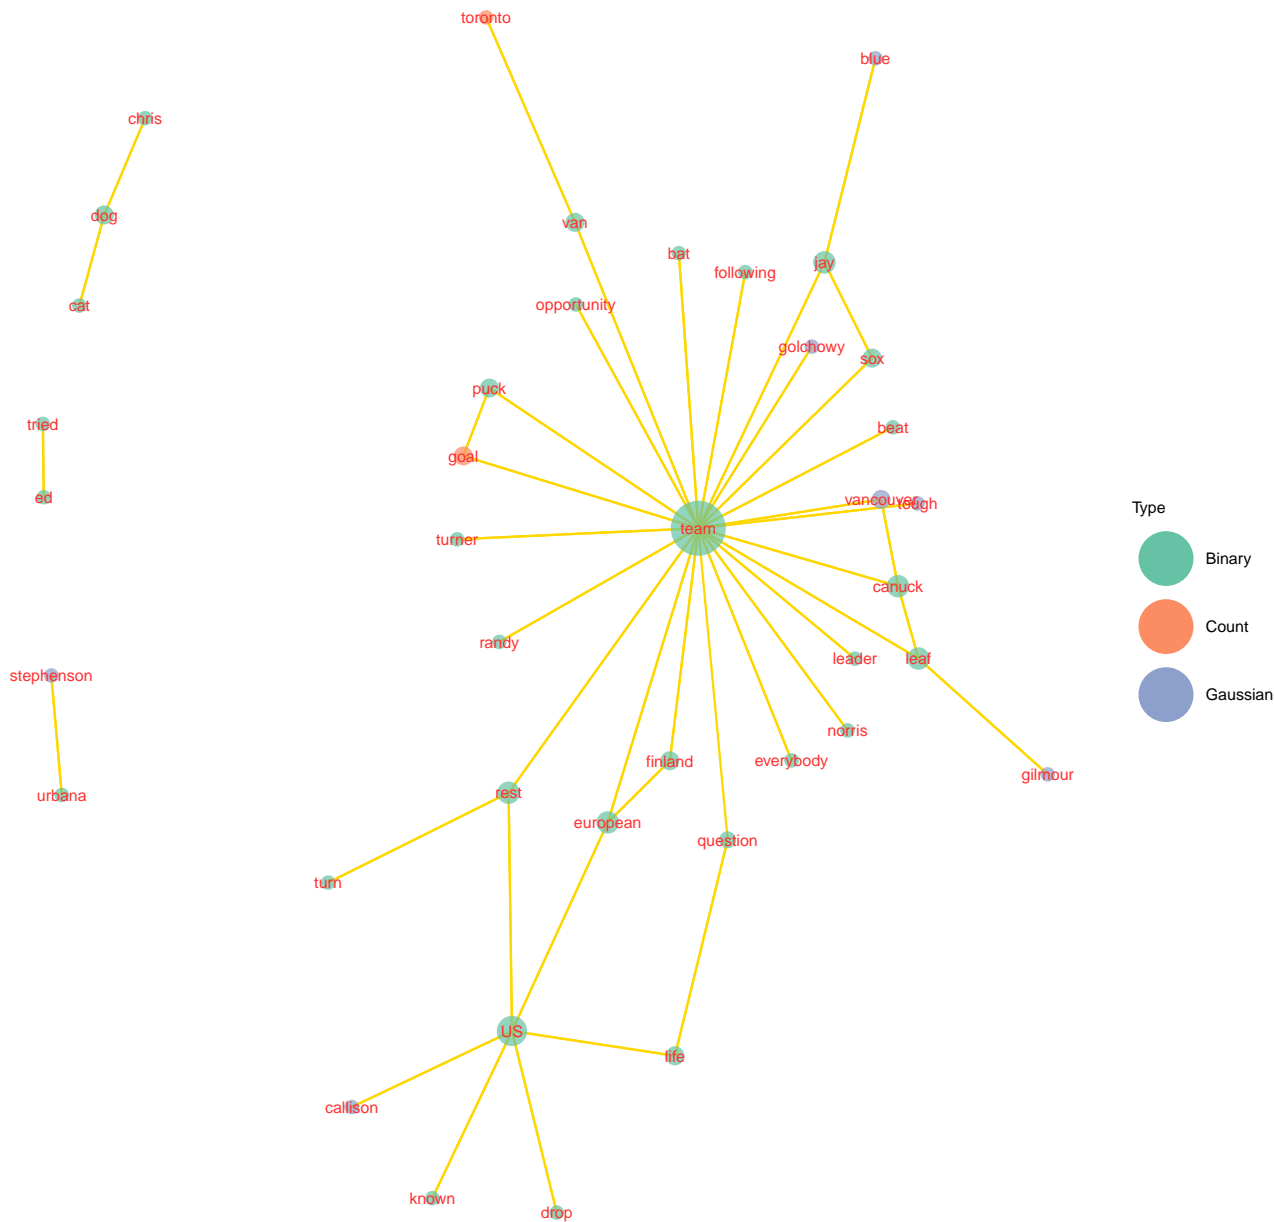 toronto
blue
chris
dog
van
bat
jay
following
cat
opportunity
golchowy
sox
puck
tried
beat
goal
ed
vancouver
tough
Type
team
turner
Binary
canuck
Count
randy
leader
leaf
stephenson
Gaussian
norris
finland
everybody
gilmour
urbana
rest
european
question
turn
US
life
callison
known
drop